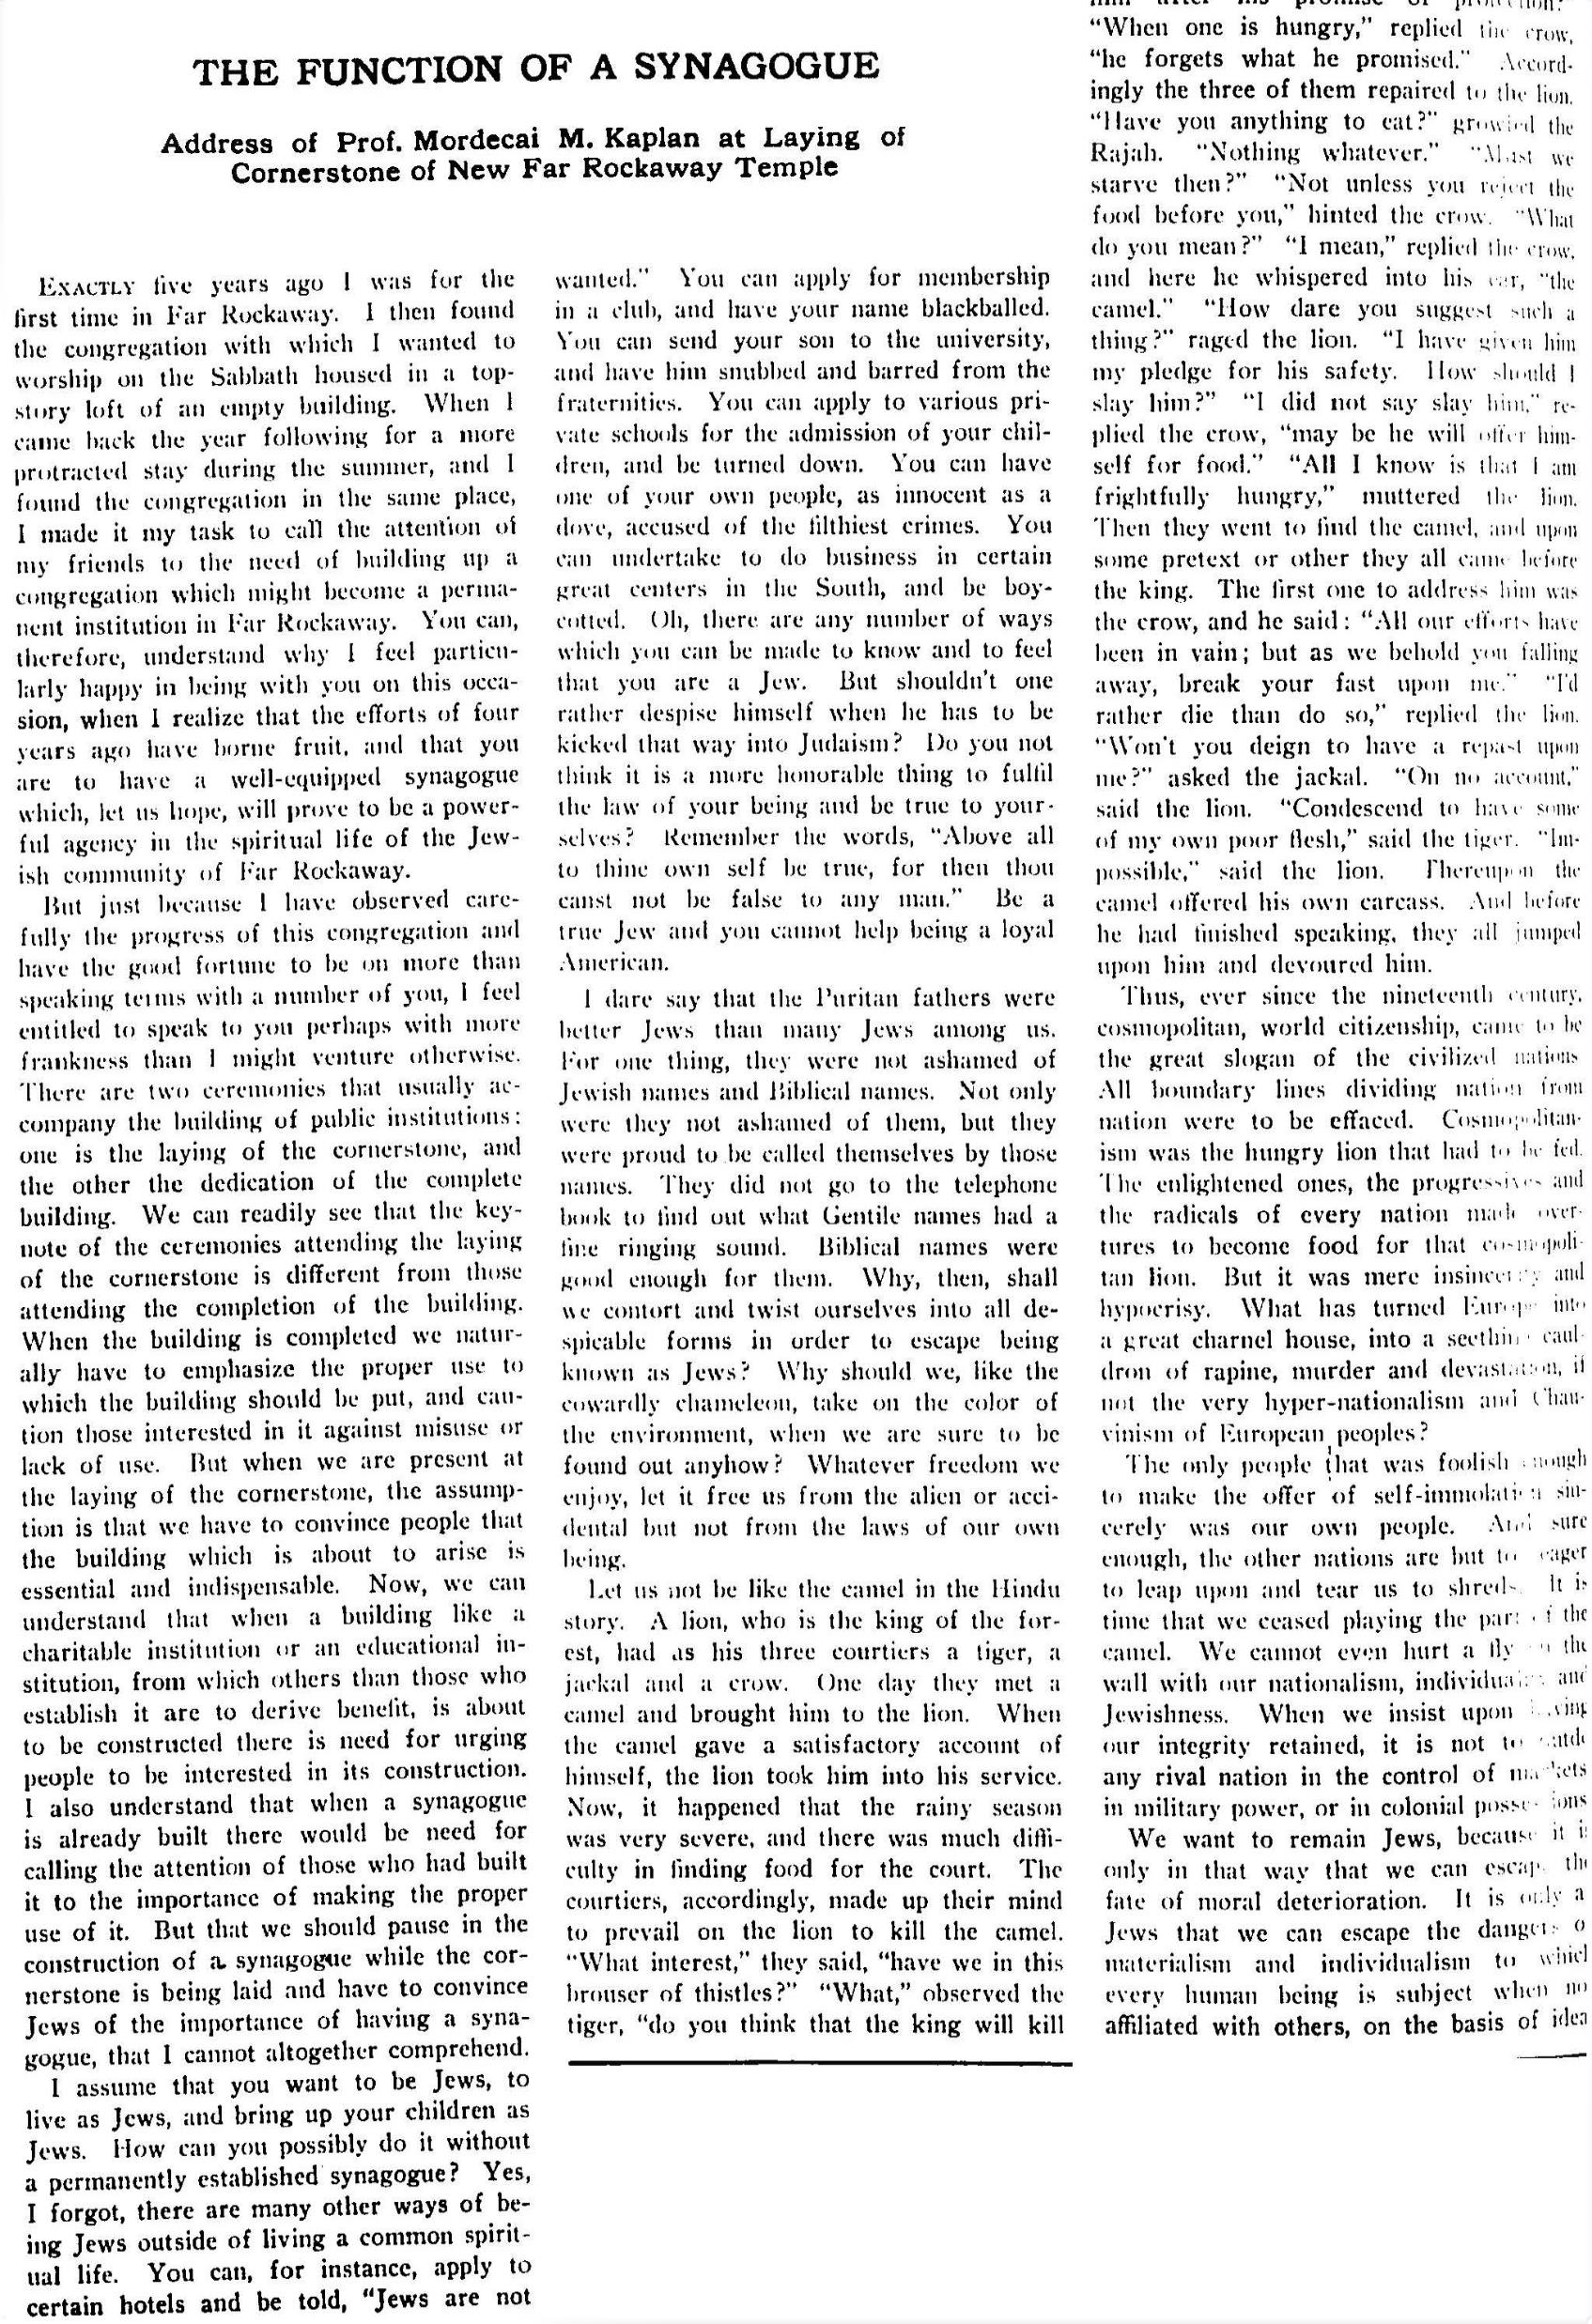 THE FUNCTION OF A SYNAGOGUE
Address of Prof. Mordecai M. Kaplan at Laying of
Cornerstone of New Far Rockaway Temple
EXACTLY five years ago I was for the
first time in Far Rockaway. I then found
the congregation with which I wanted to
worship on the Sabbath housed in a top-
story loft of an empty building. When I
came back the year following for a more
protracted stay during the summer, and I
found the congregation in the same place,
I made it my task to call the attention of
my friends to the need of building up a
congregation which might become a perma-
nent institution in Far Rockaway. You can,
therefore, understand why I feel particu-
larly happy in being with you on this occa-
sion, when I realize that the efforts of four
years ago have borne fruit, and that you
are to have a well-equipped synagogue
which, let us hope, will prove to be a power-
ful agency in the spiritual life of the Jew-
ish community of Far Rockaway.
But just because I have observed care-
fully the progress of this congregation and
have the good fortune to be on more than
speaking terms with a number of you, I feel
entitled to speak to you perhaps with more
frankness than I might venture otherwise.
There are two ceremonies that usually ac-
company the building of public institutions:
one is the laying of the cornerstone, and
the other the dedication of the complete
building. We can readily see that the key-
note of the ceremonies attending the laying
of the cornerstone is different from those
attending the completion of the building.
When the building is completed we natur-
ally have to emphasize the proper use to
which the building should be put, and cau-
tion those interested in it against misuse or
lack of use. But when we are present at
the laying of the cornerstone, the assump-
tion is that we have to convince people that
the building which is about to arise is
essential and indispensable. Now, we can
understand that when a building like a
charitable institution or an educational in-
stitution, from which others than those who
establish it are to derive benefit, is about
to be constructed there is need for urging
people to be interested in its construction.
I also understand that when a synagogue
is already built there would be need for
calling the attention of those who had built
it to the importance of making the proper
use of it. But that we should pause in the
construction of a synagogue while the cor-
nerstone is being laid and have to convince
Jews of the importance of having a syna-
gogue, that I cannot altogether comprehend.
I assume that you want to be Jews, to
live as Jews, and bring up your children as
Jews. How can you possibly do it without
a permanently established synagogue? Yes,
I forgot, there are many other ways of be-
ing Jews outside of living a common spirit-
ual life. You can, for instance, apply to
certain hotels and be told, "Jews are not
wanted." You can apply for membership
in a club, and have your name blackballed.
You can send your son to the university,
and have him snubbed and barred from the
fraternities. You can apply to various pri-
vate schools for the admission of your chil-
dren, and be turned down. You can have
one of your own people, as innocent as a
dove, accused of the filthiest crimes. You
can undertake to do business in certain
great centers in the South, and be boy-
cotted. Oh, there are any number of ways
which you can be made to know and to feel
that you are a Jew. But shouldn't one
rather despise himself when he has to be
kicked that way into Judaism? Do you not
think it is a more honorable thing to fulfil
the law of your being and be true to your-
selves? Remember the words, "Above all
to thine own self be true, for then thou
canst not be false to any man." Be a
true Jew and you cannot help being a loyal
American.
I dare say that the Puritan fathers were
better Jews than many Jews among us.
For one thing, they were not ashamed of
Jewish names and Biblical names. Not only
were they not ashamed of them, but they
were proud to be called themselves by those
names. They did not go to the telephone
book to find out what Gentile names had a
fine ringing sound. Biblical names were
good enough for them. Why, then, shall
we contort and twist ourselves into all de-
spicable forms in order to escape being
known as Jews? Why should we, like the
cowardly chameleon, take on the color of
the environment, when we are sure to be
found out anyhow? Whatever freedom we
enjoy, let it free us from the alien or acci-
dental but not from the laws of our own
being.
Let us not be like the camel in the Hindu
story. A lion, who is the king of the for-
est, had as his three courtiers a tiger, a
jackal and a crow. One day they met a
camel and brought him to the lion. When
the camel gave a satisfactory account of
himself, the lion took him into his service.
Now, it happened that the rainy season
was very severe, and there was much diffi-
culty in finding food for the court. The
courtiers, accordingly, made up their mind
to prevail on the lion to kill the camel.
"What interest," they said, "have we in this
brouser of thistles?" "What," observed the
tiger, "do you think that the king will kill
him after his promise of protection?"
"When one is hungry," replied the crow,
"he forgets what he promised." Accord-
ingly the three of them repaired to the lion.
"Have you anything to eat?" growled the
Rajah. "Nothing whatever." "Must we
starve then?" "Not unless you reject the
food before you," hinted the crow. "What
do you mean?" "I mean," replied the crow,
and here he whispered into his ear, "the
camel." "How dare you suggest such a
thing?" raged the lion. "I have given him
my pledge for his safety. How should I
slay him?" "I did not say slay him," re-
plied the crow, "may be he will offer him-
self for food." "All I know is that I am
frightfully hungry," muttered the lion.
Then they went to find the camel, and upon
some pretext or other they all came before
the king. The first one to address him was
the crow, and he said: "All our efforts have
been in vain; but as we behold you falling
away, break your fast upon me." "I'd
rather die than do so," replied the lion.
"Won't you deign to have a repast upon
me?" asked the jackal. "On no account,"
said the lion. "Condescend to have some
of my own poor flesh," said the tiger. "Im-
possible," said the lion. Thereupon the
camel offered his own carcass. And before
he had finished speaking, they all jumped
upon him and devoured him.
Thus, ever since the nineteenth century,
cosmopolitan, world citizenship, came to be
the great slogan of the civilized nations
All boundary lines dividing nation from
nation were to be effaced. Cosmopolitan-
ism was the hungry lion that had to be fed.
The enlightened ones, the progressives and
the radicals of every nation made over-
tures to become food for that cosmopoli-
tan lion. But it was mere insincerity and
hypocrisy. What has turned Europe into
a great charnel house, into a seething caul-
dron of rapine, murder and devastation, if
not the very hyper-nationalism and Chau-
vinism of European peoples?
The only people that was foolish enough
to make the offer of self-immolation sin-
cerely was our own people. And sure
enough, the other nations are but too eager
to leap upon and tear us to shreds. It is
time that we ceased playing the part of the
camel. We cannot even hurt a fly on the
wall with our nationalism, and
Jewishness. When we insist upon having
our integrity retained, it is not to
any rival nation in the control of markets
in military power, or in colonial possessions
We want to remain Jews, because it is
only in that way that we can escape the
fate of moral deterioration. It is only a
Jews that we can escape the dangers o
materialism and individualism to which
every human being is subject when no
affiliated with others, on the basis of idea